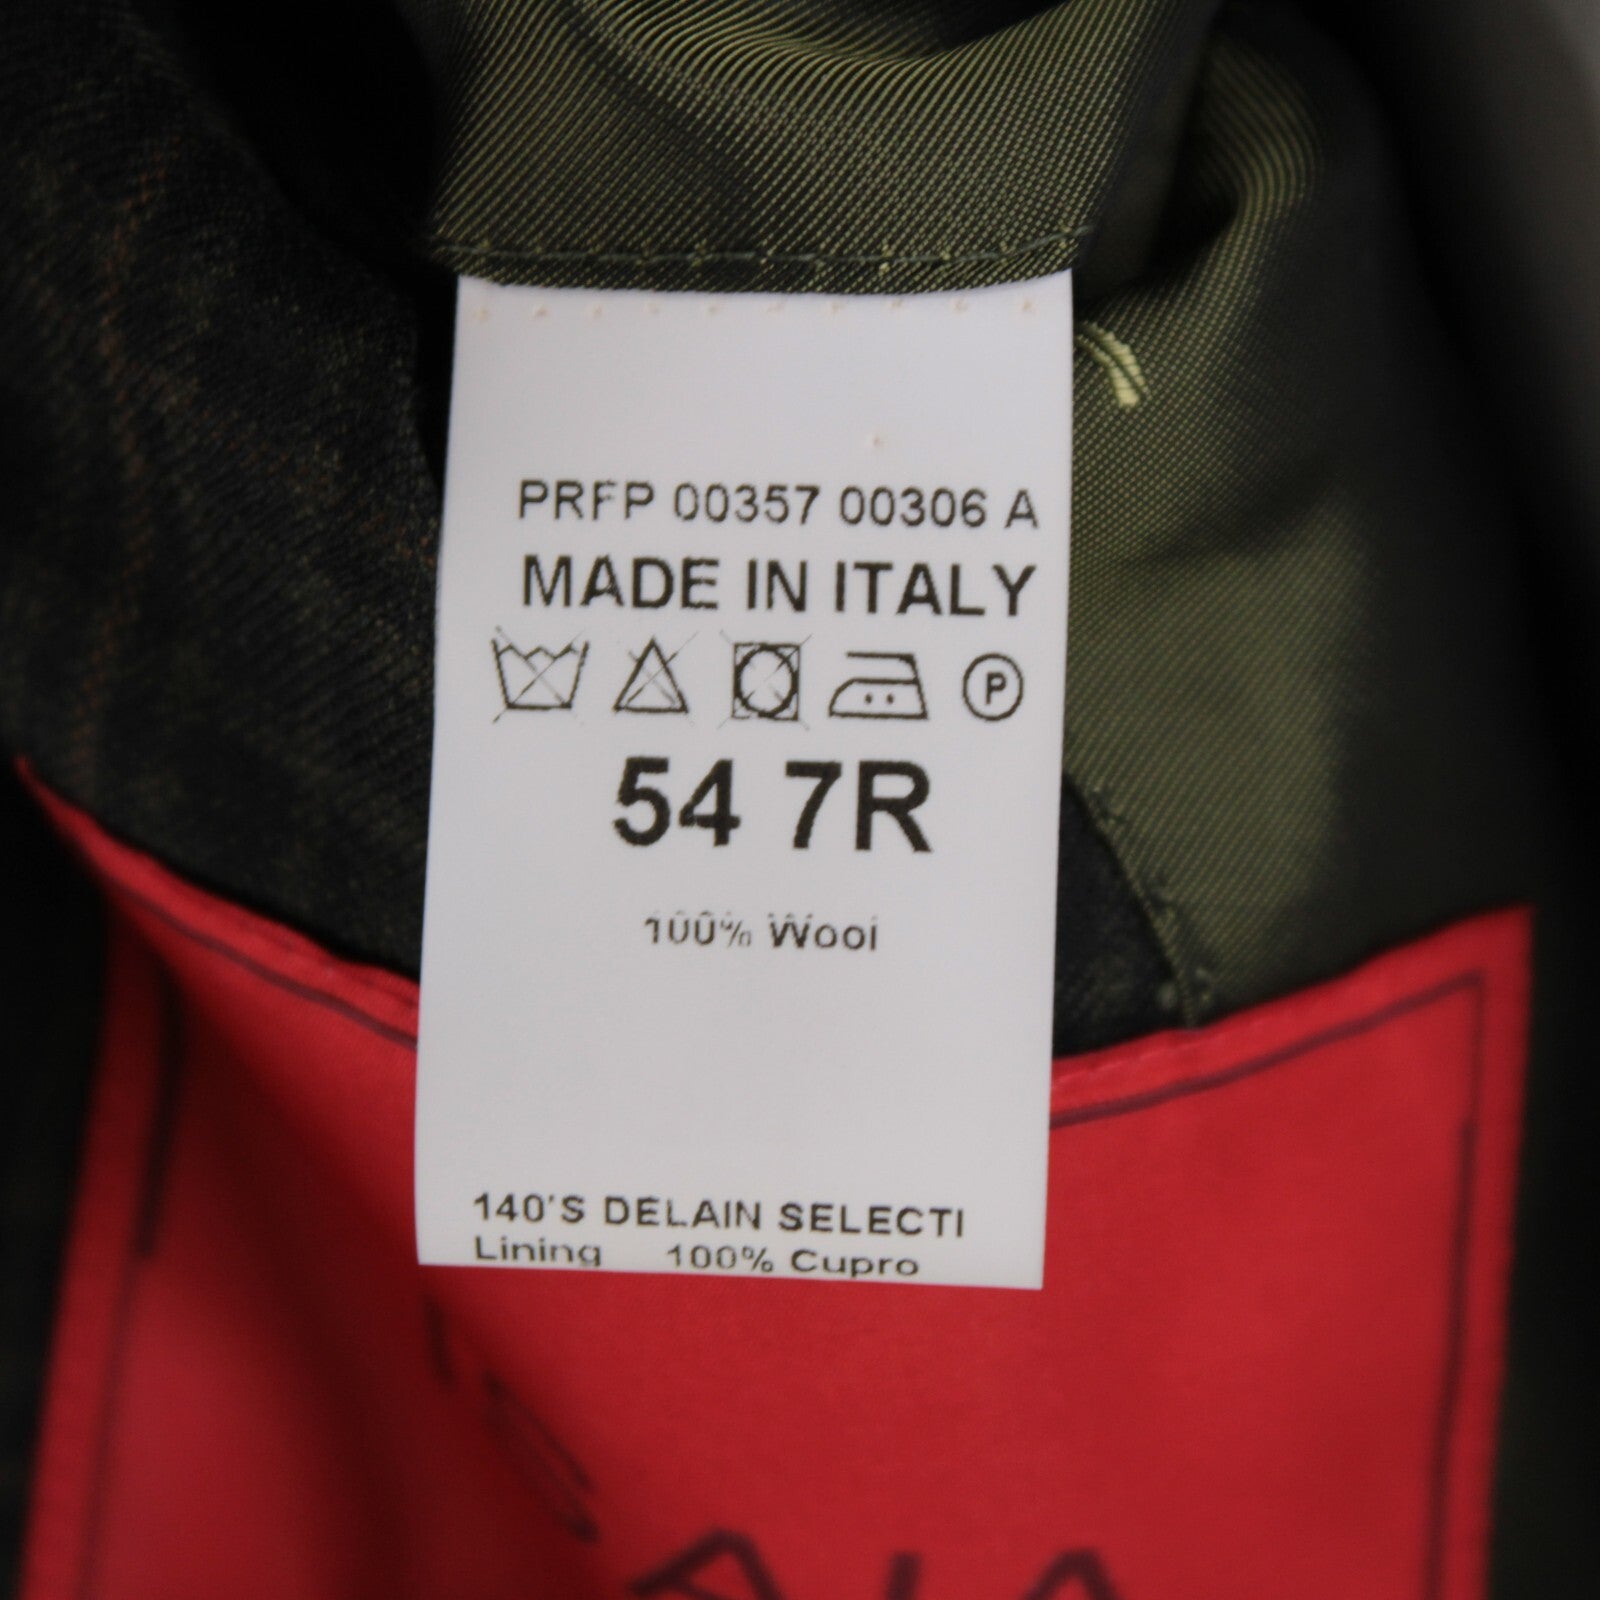 PRFP 00357 00306 A
MADE IN ITALY
P
54 7R
100% Wool
140'S DELAIN SELECTI
Lining 100% Cupro